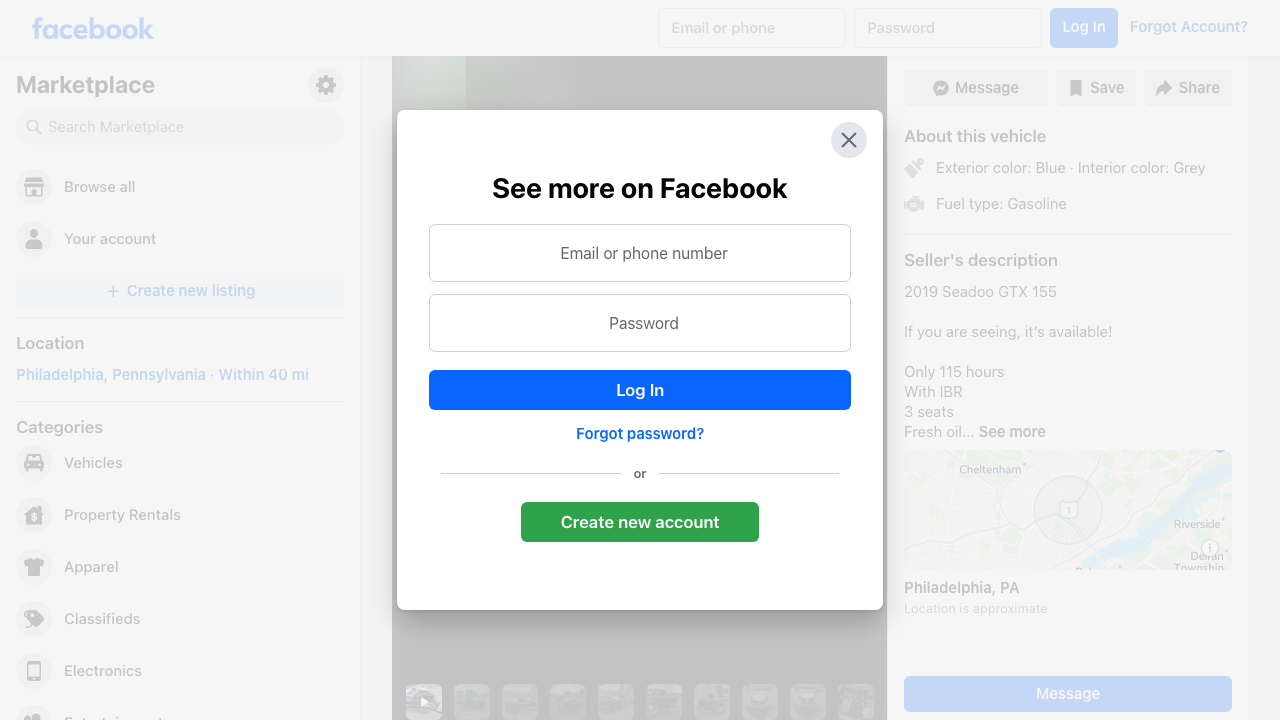 facebook
Email or phone
Password
Log In
Forgot Account?
Marketplace
Search Marketplace
Browse all
Your account
Create new listing
Location
Philadelphia, Pennsylvania · Within 40 mi
Categories
Vehicles
Property Rentals
Apparel
Classifieds
Electronics
See more on Facebook
Email or phone number
Password
Log In
Forgot password?
or
Create new account
Message
Save
Share
About this vehicle
Exterior color: Blue · Interior color: Grey
Fuel type: Gasoline
Seller's description
2019 Seadoo GTX 155
If you are seeing, it's available!
Only 115 hours
With IBR
3 seats
Fresh oil... See more
Cheltenham
1
Riverside
Delran
Township
Philadelphia, PA
Location is approximate
Message